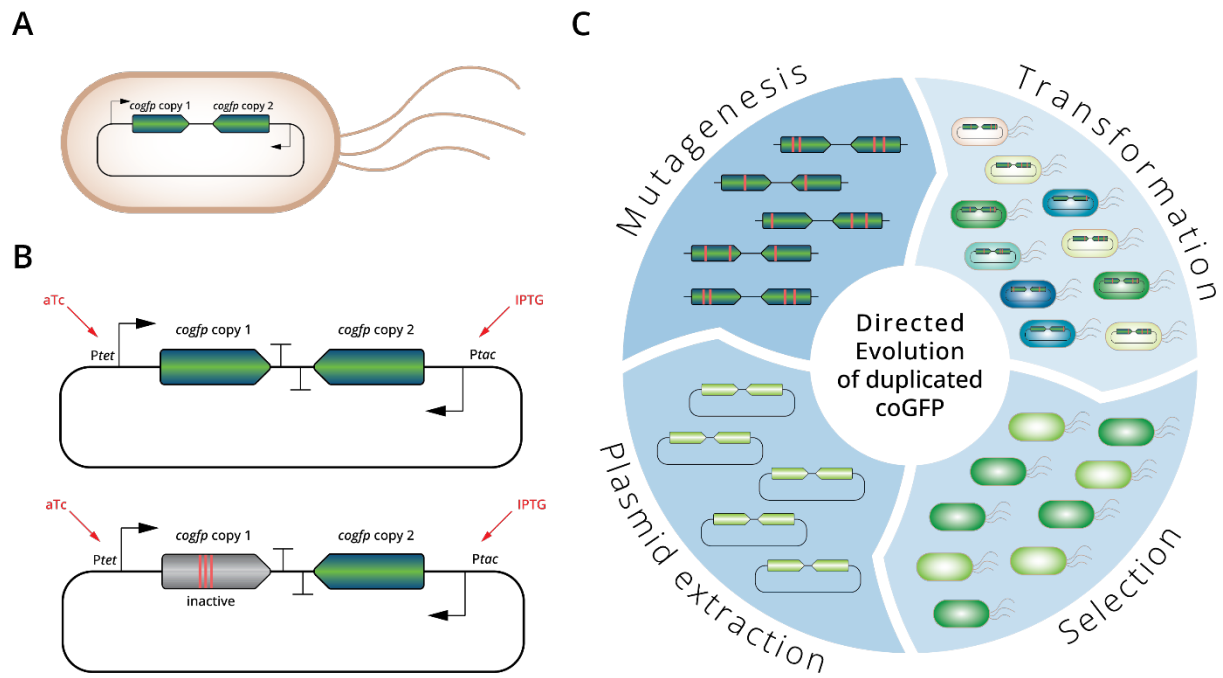 A
cogfp copy 1 cogfp copy 2
B
aTc
IPTG
Ptet
cogfp copy 1
cogfp copy 2
Ptac
aTc
IPTG
Ptet
cogfp copy 1
cogfp copy 2
Ptac
inactive
C
Mutagenesis
Transformation
Selection
Plasmid extraction
Directed
Evolution
of duplicated
coGFP